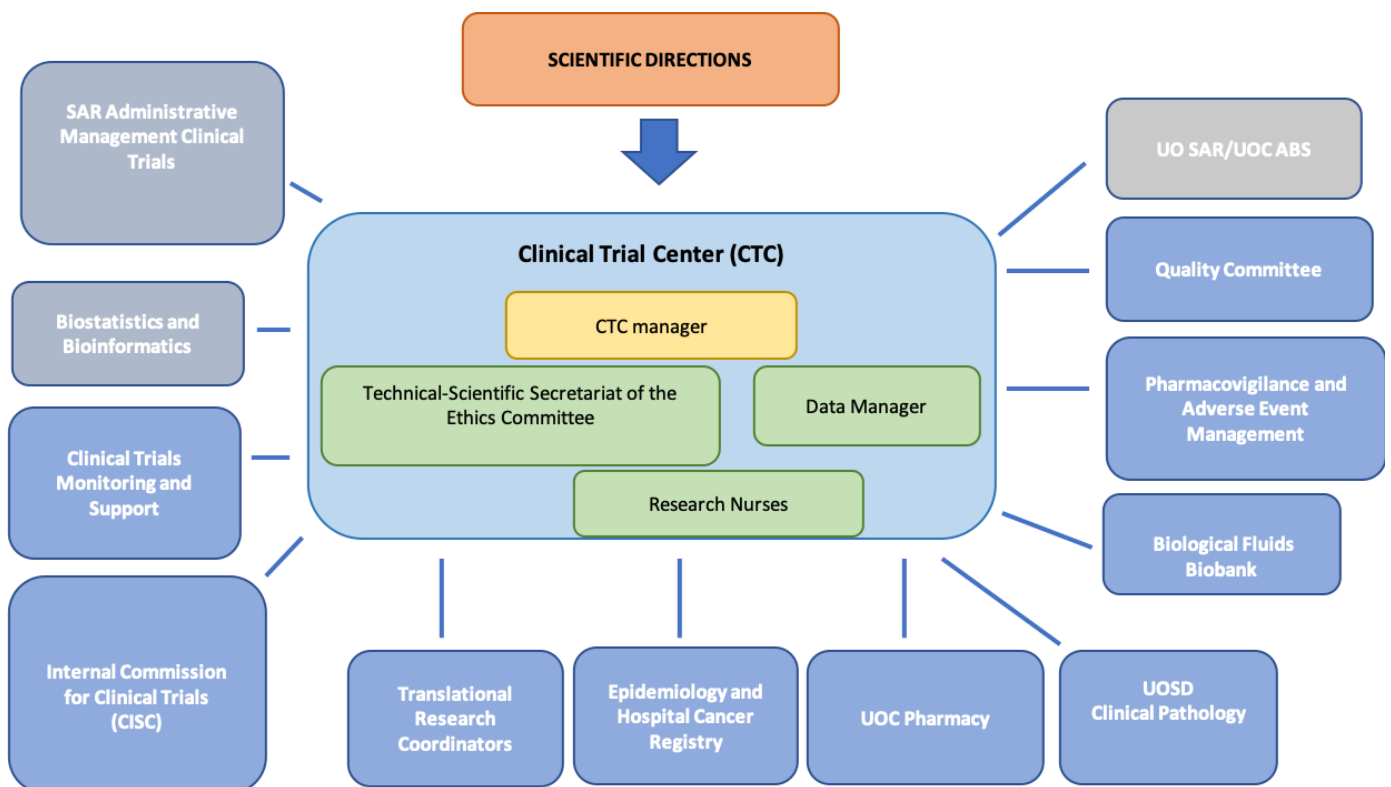 SCIENTIFIC DIRECTIONS
SAR Administrative
Management Clinical
Trials
UO SAR/UOC ABS
Clinical Trial Center (CTC)
Quality Committee
CTC manager
Biostatistics and
Bioinformatics
Technical-Scientific Secretariat of the
Ethics Committee
Data Manager
Pharmacovigilance and
Adverse Event
Management
Clinical Trials
Monitoring and
Support
Research Nurses
Biological Fluids
Biobank
Internal Commission
for Clinical Trials
(CISC)
Translational
Research
Coordinators
Epidemiology and
Hospital Cancer
Registry
UOC Pharmacy
UOSD
Clinical Pathology